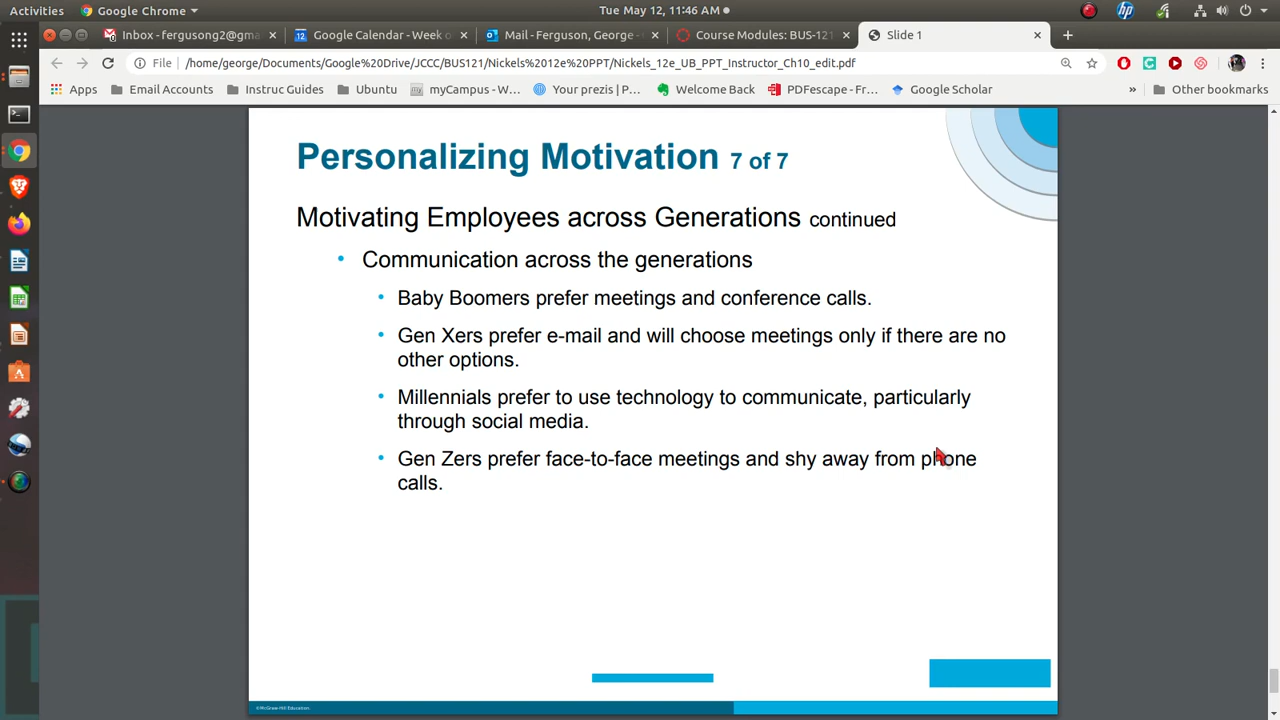 Activities
Google Chrome
Tue May 12, 11:46 AM
Inbox - fergusong2@gm
Google Calendar - Week o
Mail - Ferguson, George -
Course Modules: BUS-121
Slide 1
File
/home/george/Documents/Google%20Drive/JCCC/BUS121/Nickels%2012e%20PPT/Nickels_12e_UB_PPT_Instructor_Ch10_edit.pdf
Apps
Email Accounts
Instruc Guides
Ubuntu
myCampus - W...
Your prezis | P...
Welcome Back
PDFescape - Fr...
Google Scholar
»
Other bookmarks
Personalizing Motivation 7 of 7
Motivating Employees across Generations continued
• Communication across the generations
• Baby Boomers prefer meetings and conference calls.
• Gen Xers prefer e-mail and will choose meetings only if there are no
other options.
• Millennials prefer to use technology to communicate, particularly
through social media.
• Gen Zers prefer face-to-face meetings and shy away from phone
calls.
©McGraw-Hill Education.